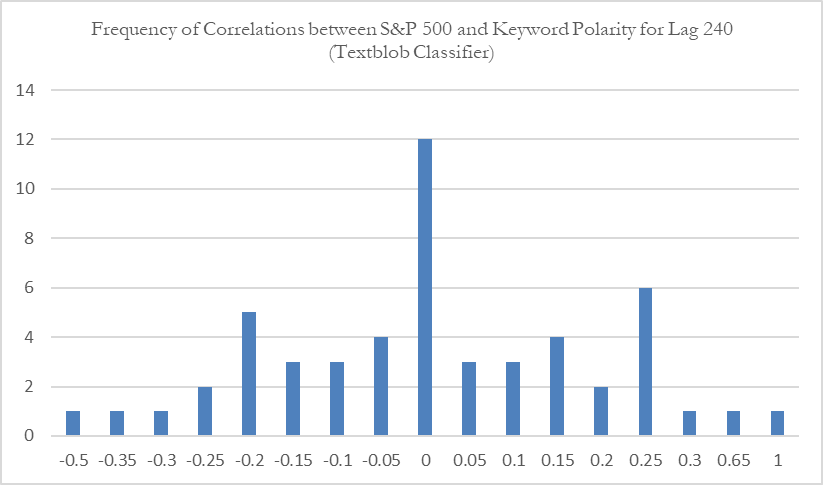 Frequency of Correlations between S&P 500 and Keyword Polarity for Lag 240
(Textblob Classifier)
14
12
10
8
6
4
2
0
-0.5 -0.35 -0.3 -0.25 -0.2 -0.15 -0.1 -0.05 0 0.05 0.1 0.15 0.2 0.25 0.3 0.65 1